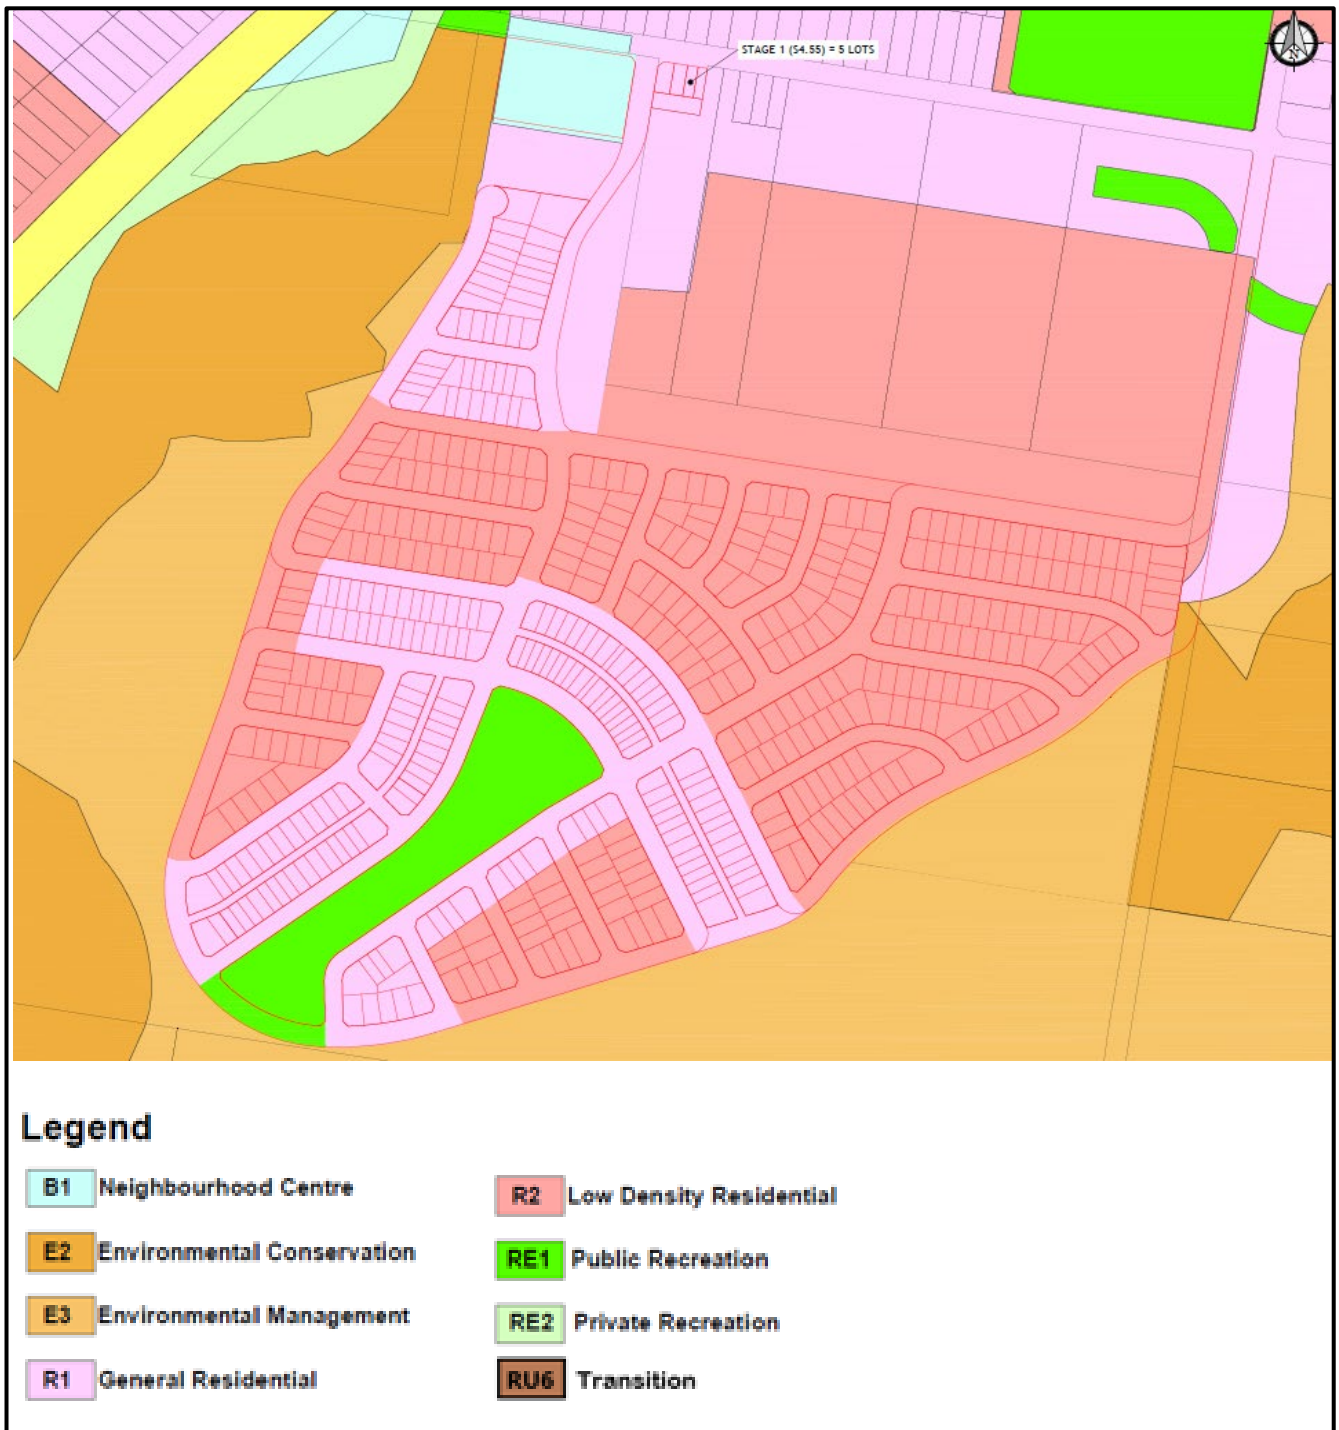 STAGE 1 (S4.55) = 5 LOTS
N
Legend
B1 Neighbourhood Centre
E2 Environmental Conservation
E3 Environmental Management
R1 General Residential
R2 Low Density Residential
RE1 Public Recreation
RE2 Private Recreation
RU6 Transition